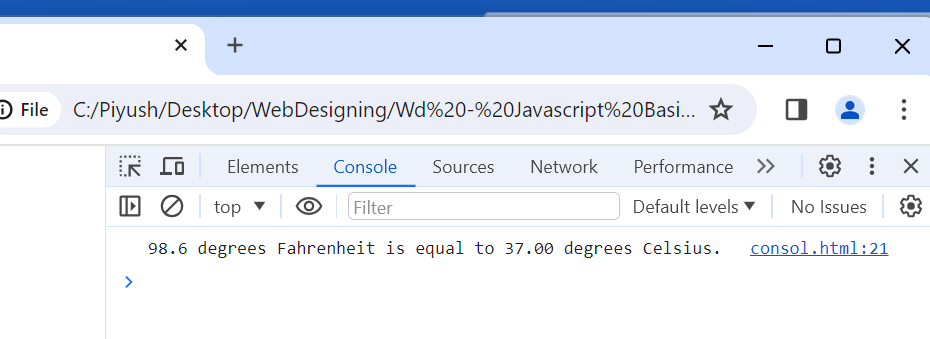 File C:/Piyush/Desktop/WebDesigning/Wd%20-%20Javascript%20Basi...
Elements Console Sources Network Performance
top Filter Default levels No Issues
98.6 degrees Fahrenheit is equal to 37.00 degrees Celsius. consol.html:21